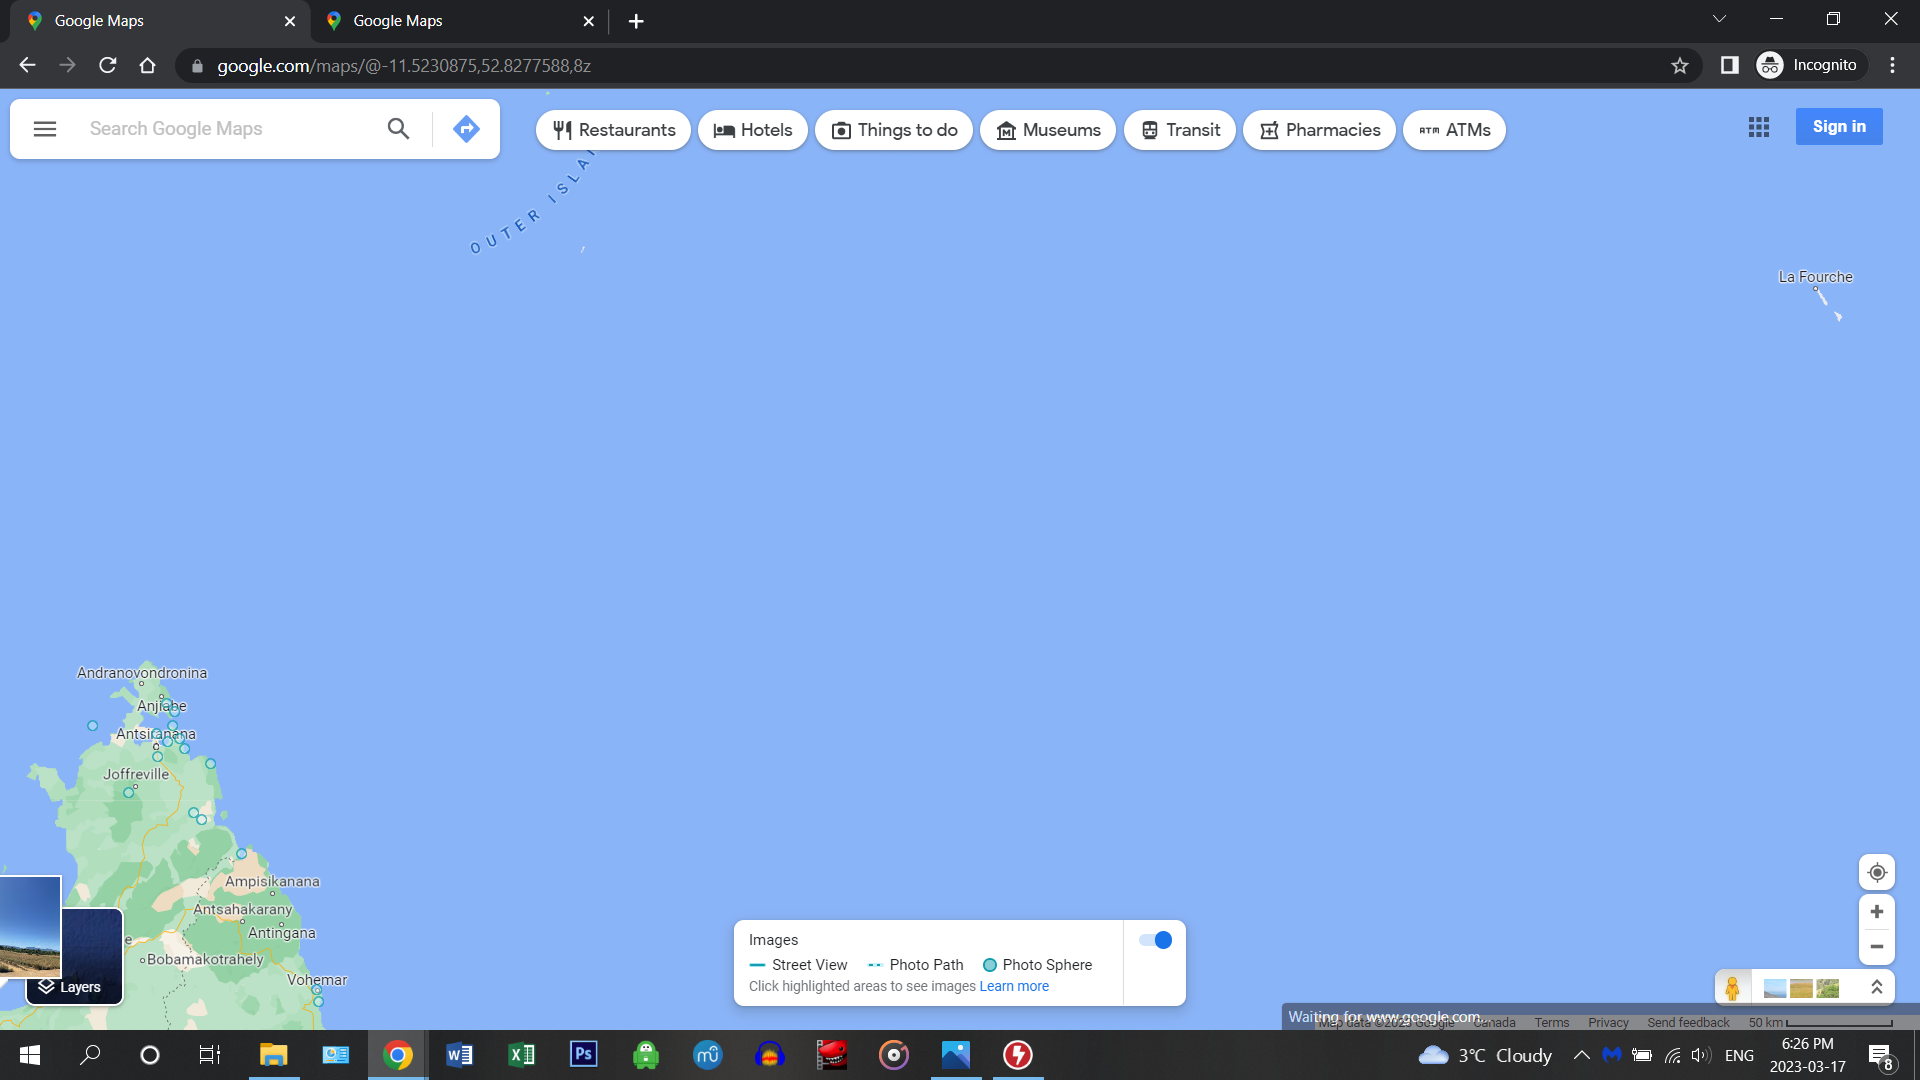 Google Maps
Google Maps
google.com/maps/@-11.5230875,52.8277588,8z
Incognito
Search Google Maps
Restaurants
Hotels
Things to do
Museums
Transit
Pharmacies
ATM ATMs
Sign in
OUTER ISLA
La Fourche
Andranovondronina
Anjiabe
Antsiranana
Joffreville
Ampisikanana
Antsahakarany
Antingana
Bobamakotrahely
Vohemar
Layers
Images
Street View
Photo Path
Photo Sphere
Click highlighted areas to see images Learn more
Waiting for www.google.com...
Map data ©2023 Google
Canada
Terms
Privacy
Send feedback
50 km
3°C Cloudy
ENG
6:26 PM
2023-03-17
8